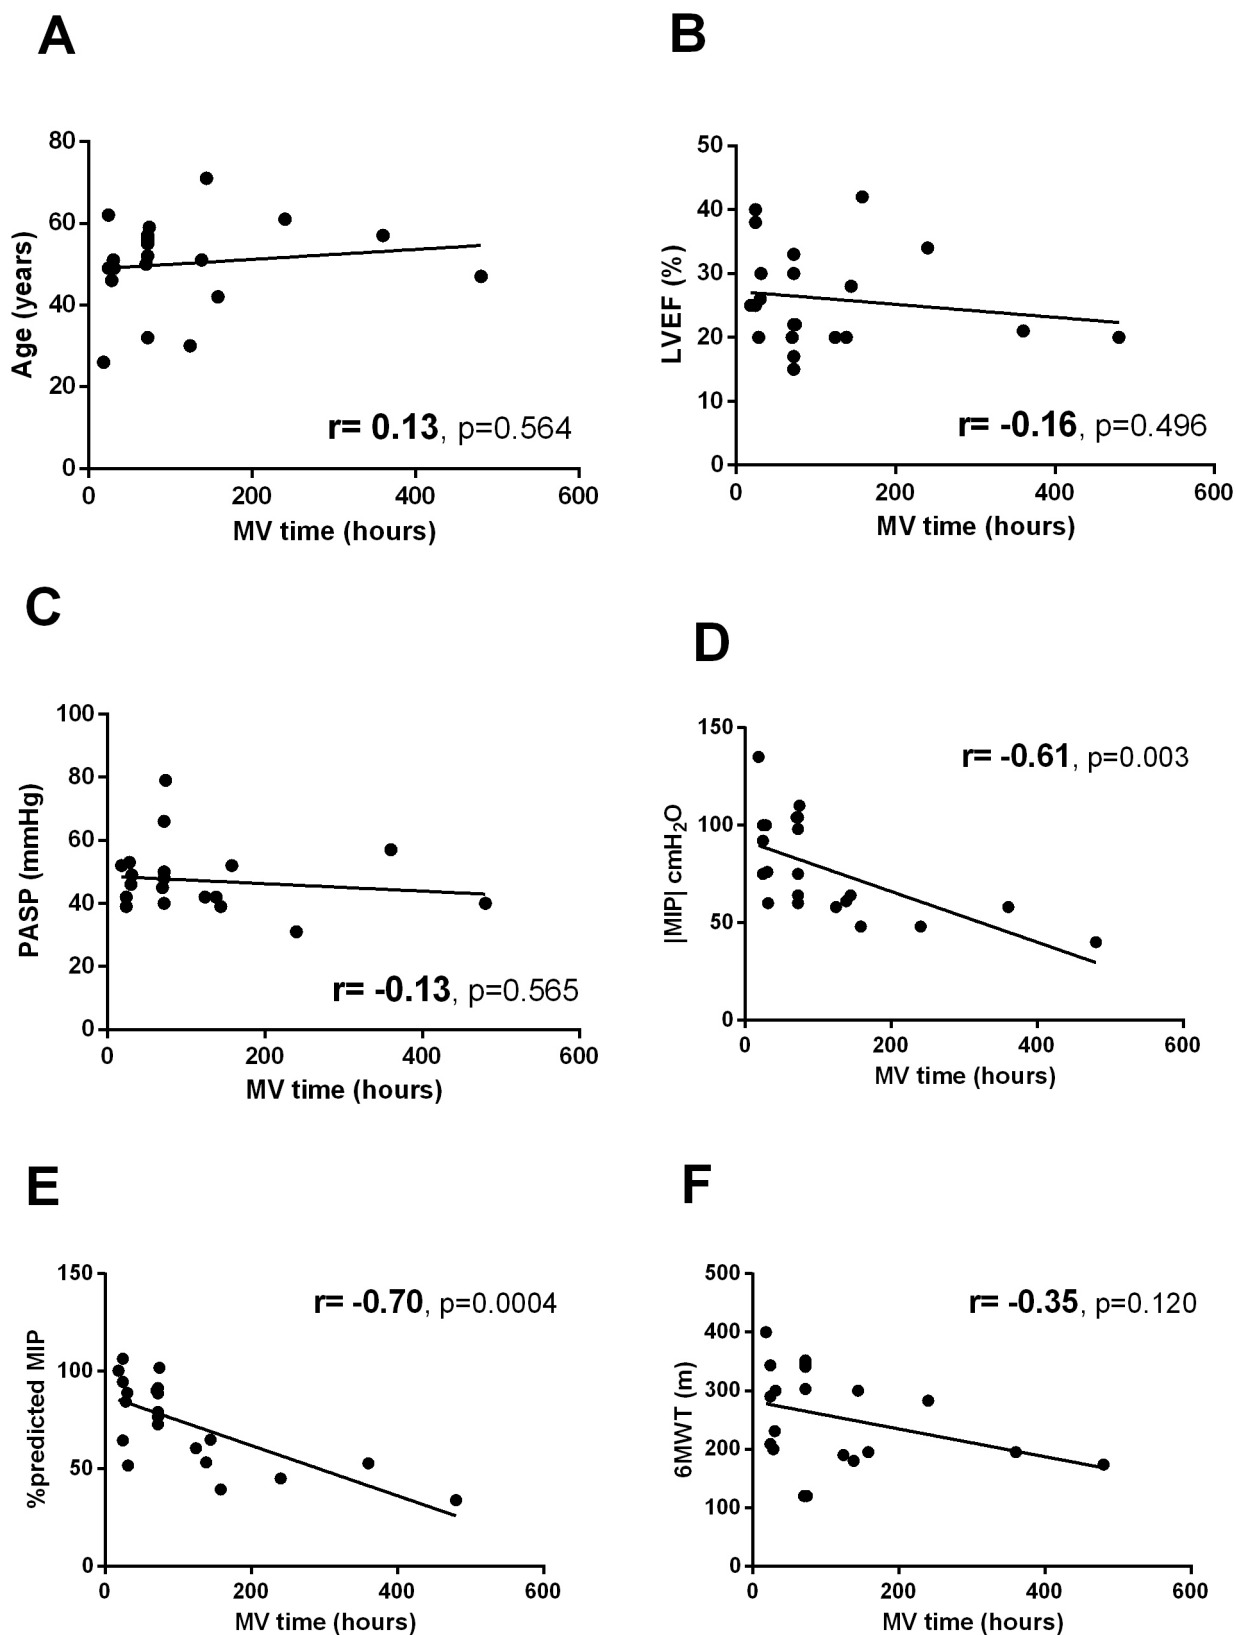 A
Age (years)
80
60
40
20
0
r= 0.13, p=0.564
0 200 400 600
MV time (hours)
B
LVEF (%)
50
40
30
20
10
0
r= -0.16, p=0.496
0 200 400 600
MV time (hours)
C
PASP (mmHg)
100
80
60
40
20
0
r= -0.13, p=0.565
0 200 400 600
MV time (hours)
D
|MIP| cmH₂O
150
100
50
0
r= -0.61, p=0.003
0 200 400 600
MV time (hours)
E
%predicted MIP
150
100
50
0
r= -0.70, p=0.0004
0 200 400 600
MV time (hours)
F
6MWT (m)
500
400
300
200
100
0
r= -0.35, p=0.120
0 200 400 600
MV time (hours)